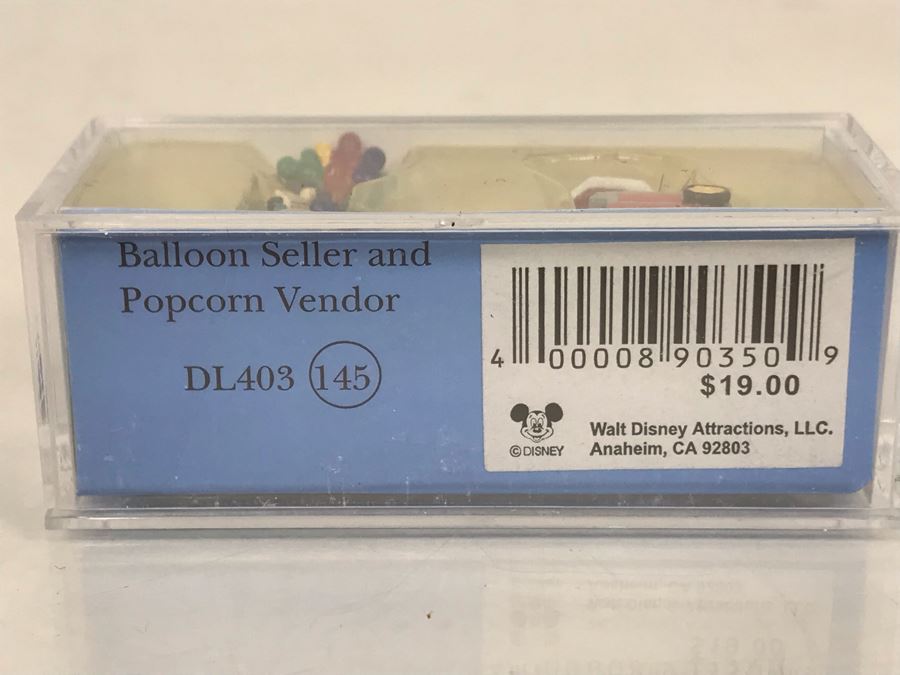 Balloon Seller and
Popcorn Vendor
DL403 145
4 00008 90350 9
$19.00
© DISNEY
Walt Disney Attractions, LLC.
Anaheim, CA 92803